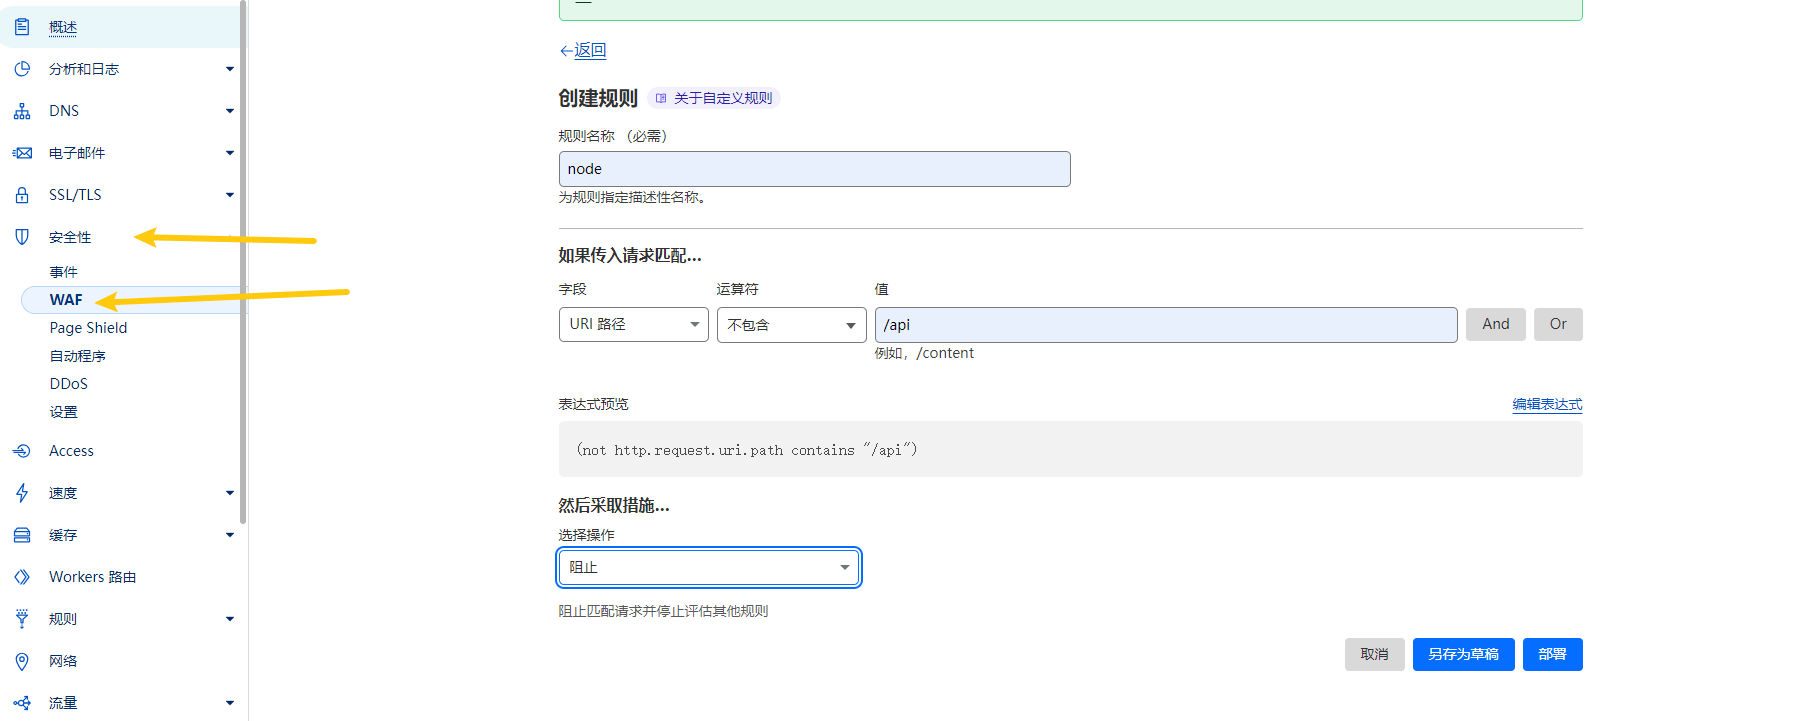 概述
分析和日志
DNS
电子邮件
SSL/TLS
安全性
事件
WAF
Page Shield
自动程序
DDoS
设置
Access
速度
缓存
Workers 路由
规则
网络
流量
返回
创建规则 关于自定义规则
规则名称 （必需）
node
为规则指定描述性名称。
如果传入请求匹配...
字段 运算符 值
URI 路径 不包含 /api And Or
例如，/content
表达式预览 编辑表达式
(not http.request.uri.path contains "/api")
然后采取措施...
选择操作
阻止
阻止匹配请求并停止评估其他规则
取消 另存为草稿 部署